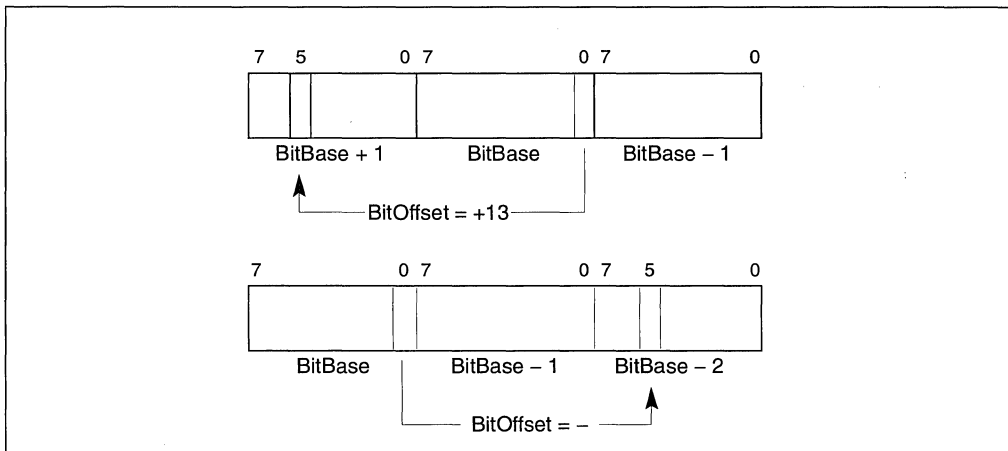 7 5 0 7 0 7 0
BitBase + 1 BitBase BitBase – 1
BitOffset = +13
7 0 7 0 7 5 0
BitBase BitBase – 1 BitBase – 2
BitOffset = –